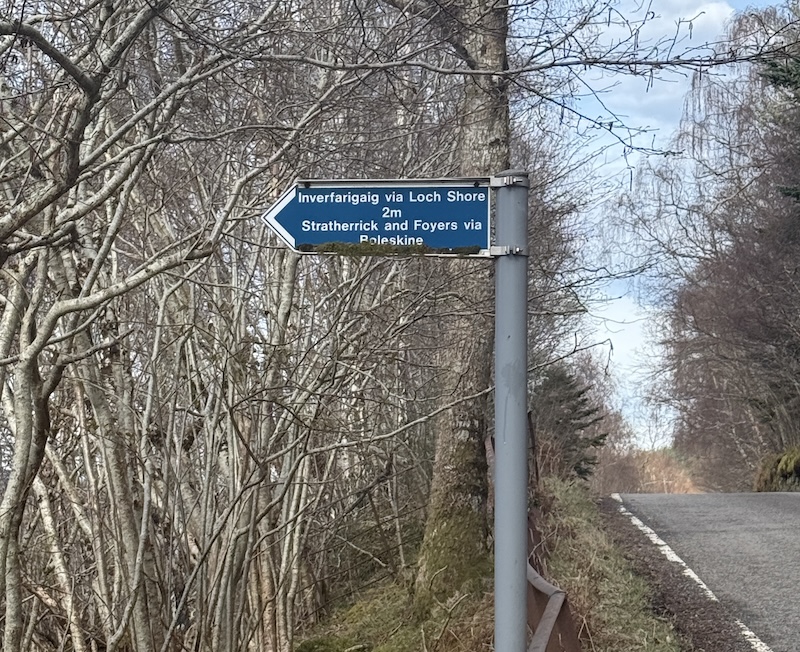 Inverfarigaig via Loch Shore
2m
Stratherrick and Foyers via
Boleskine